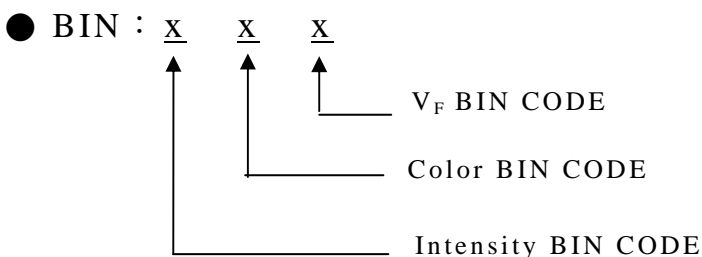 ● BIN : x x x
V_F BIN CODE
Color BIN CODE
Intensity BIN CODE